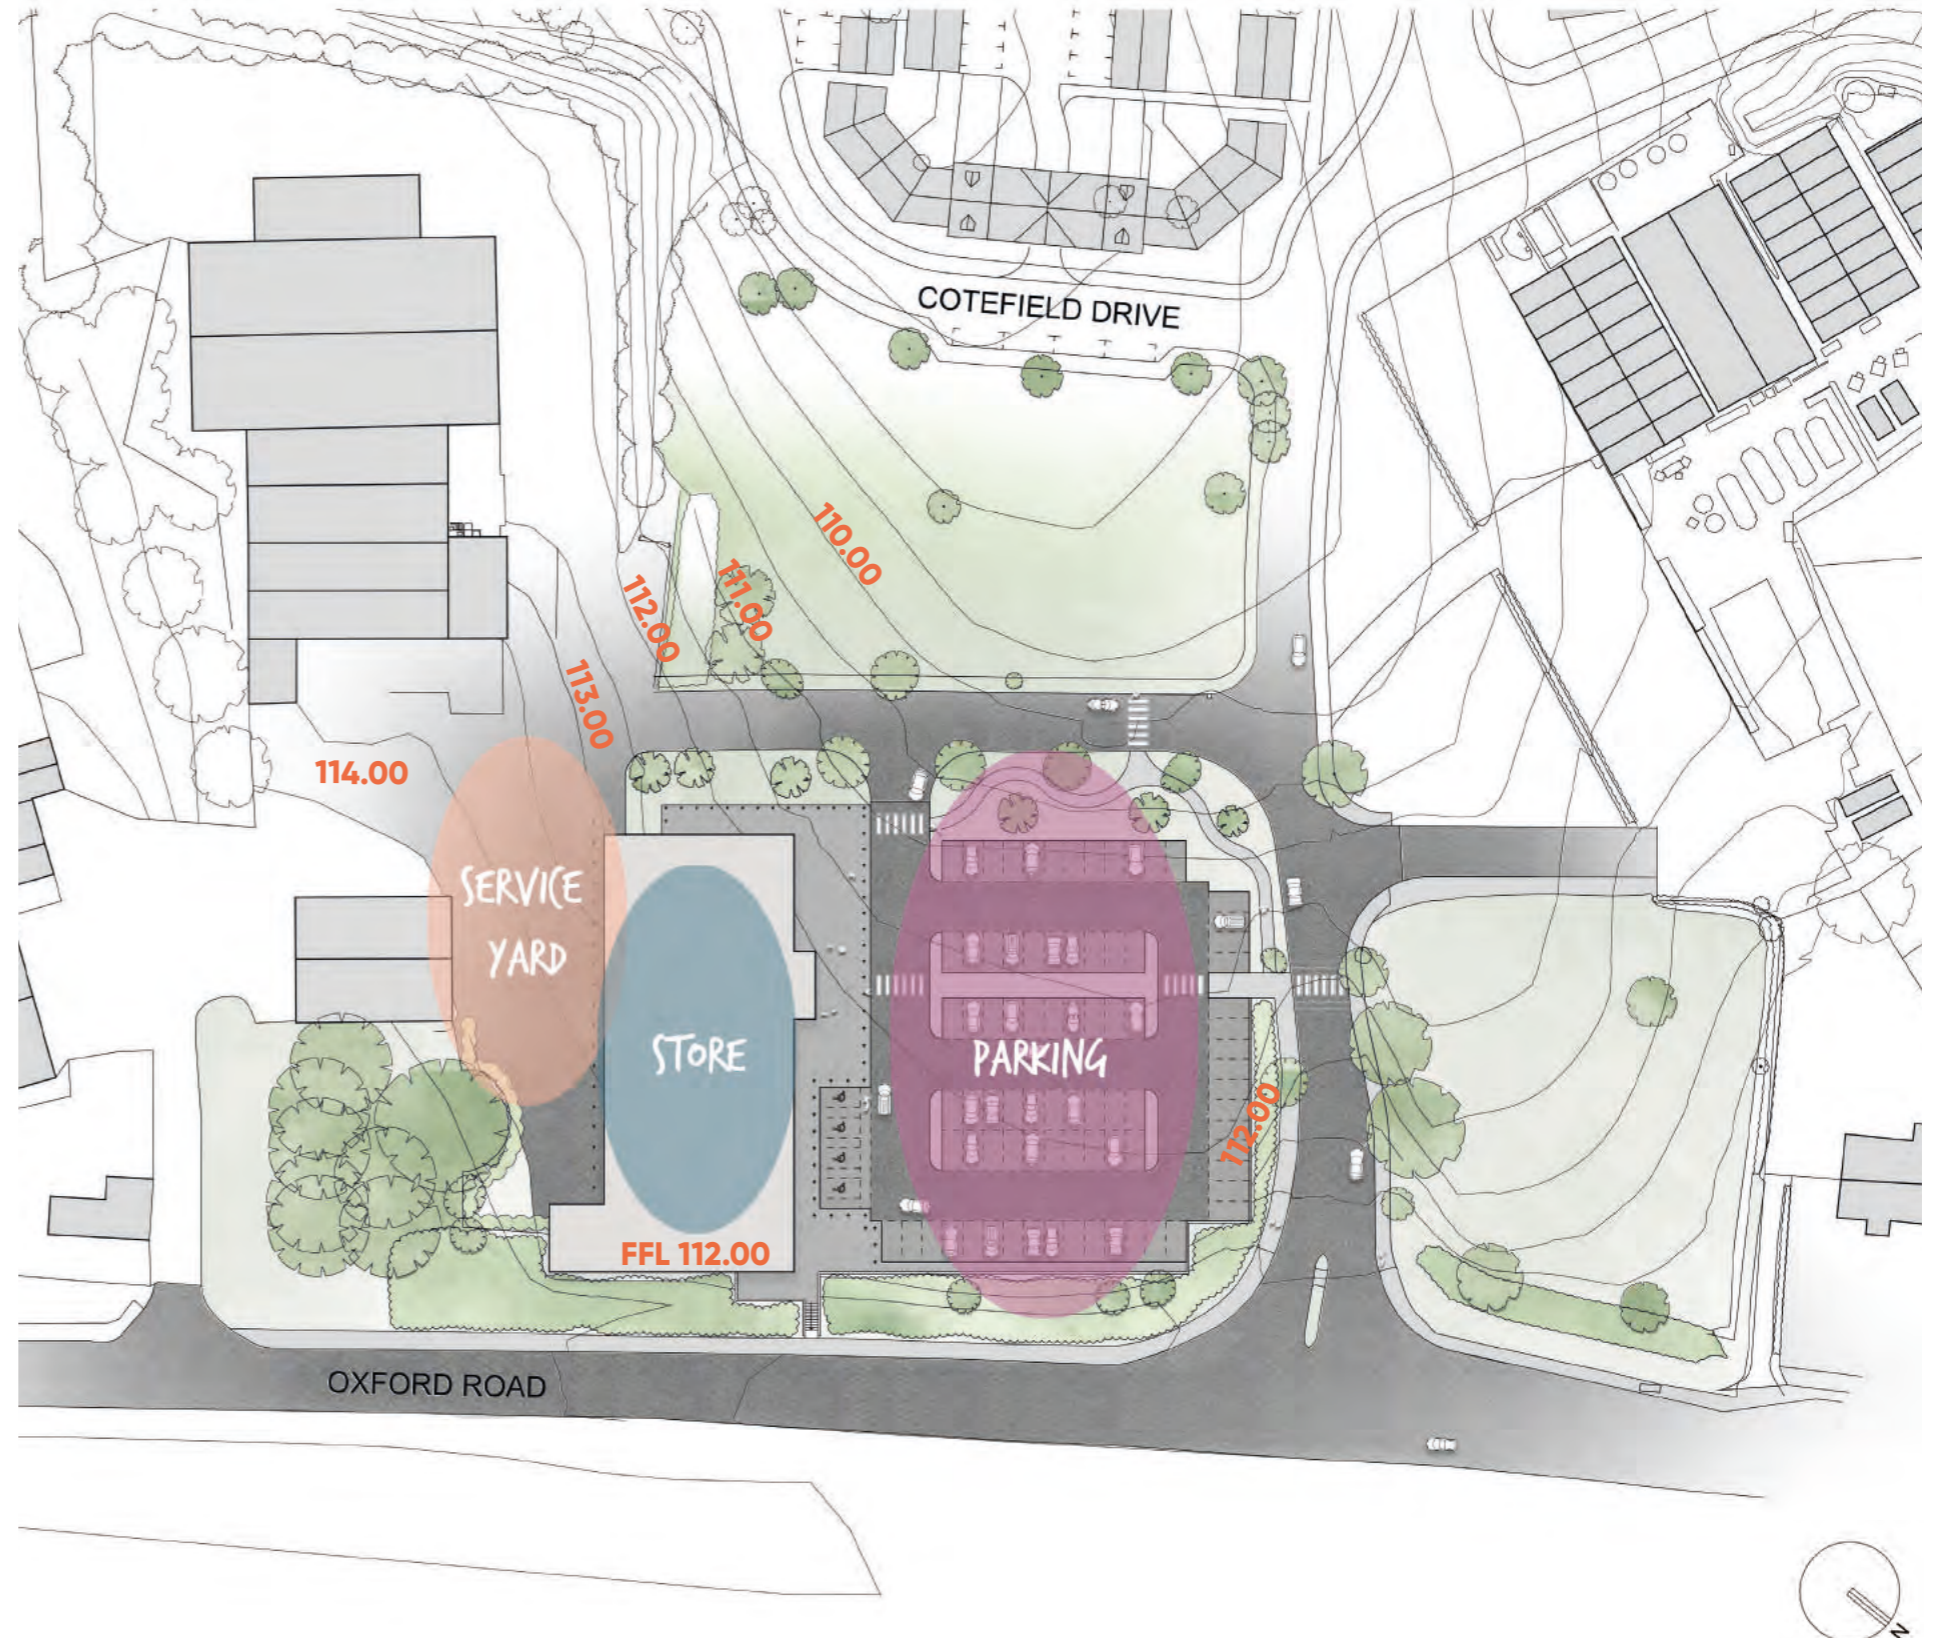 COTEFIELD DRIVE
110.00
111.00
112.00
113.00
114.00
SERVICE
YARD
STORE
PARKING
112.00
FFL 112.00
OXFORD ROAD
N